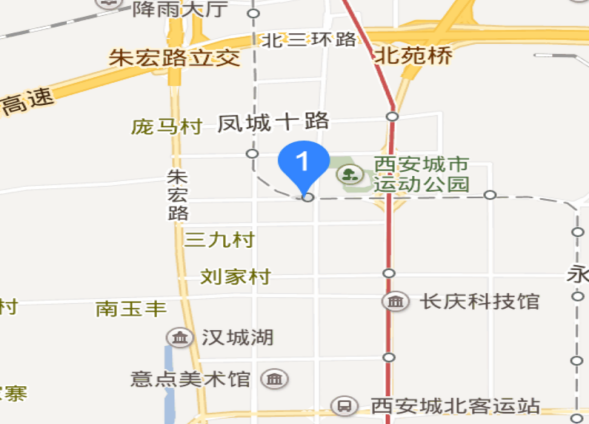 降雨大厅
北三环路
朱宏路立交
北苑桥
高速
庞马村
凤城十路
1
西安城市
运动公园
朱宏路
三九村
刘家村
永
村
南玉丰
长庆科技馆
汉城湖
意点美术馆
寨
西安城北客运站